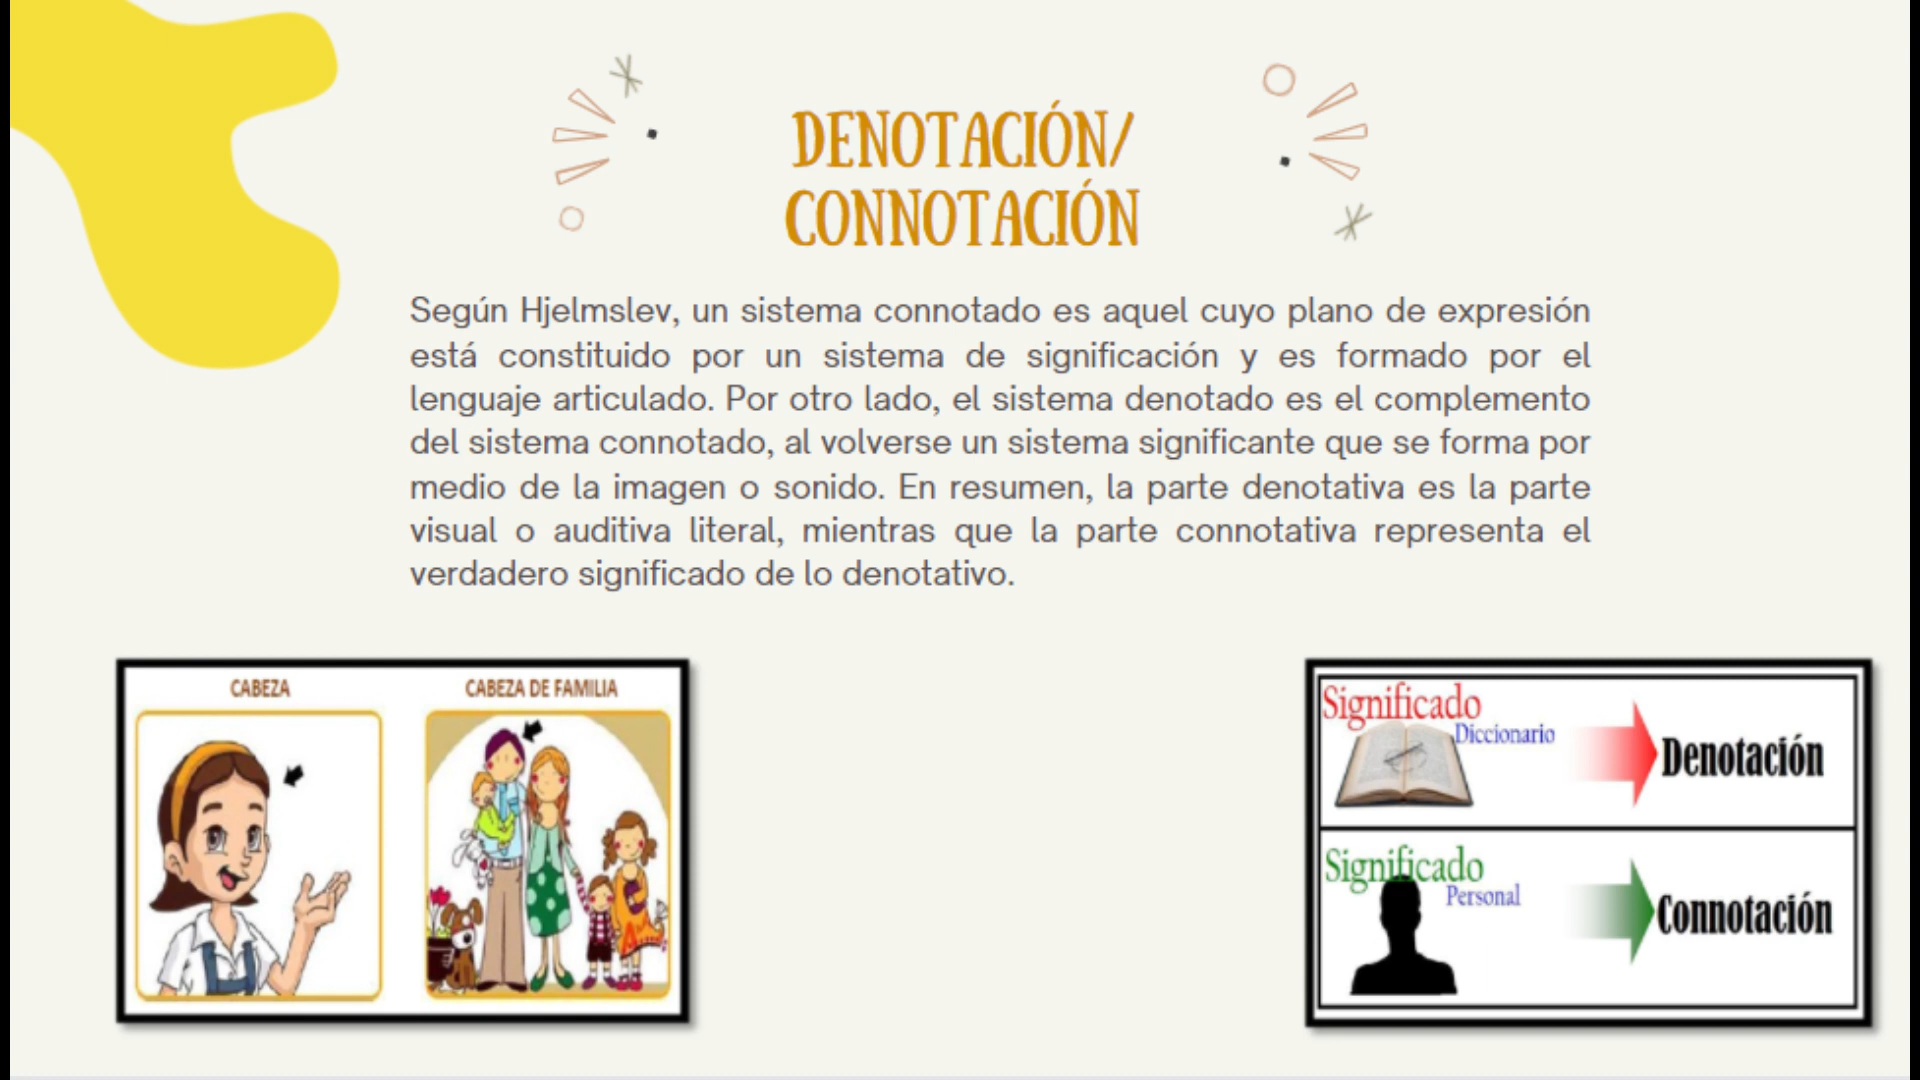 DENOTACIÓN/
CONNOTACIÓN
Según Hjelmslev, un sistema connotado es aquel cuyo plano de expresión
está constituido por un sistema de significación y es formado por el
lenguaje articulado. Por otro lado, el sistema denotado es el complemento
del sistema connotado, al volverse un sistema significante que se forma por
medio de la imagen o sonido. En resumen, la parte denotativa es la parte
visual o auditiva literal, mientras que la parte connotativa representa el
verdadero significado de lo denotativo.
CABEZA
CABEZA DE FAMILIA
Significado
Diccionario
Denotación
Significado
Personal
Connotación